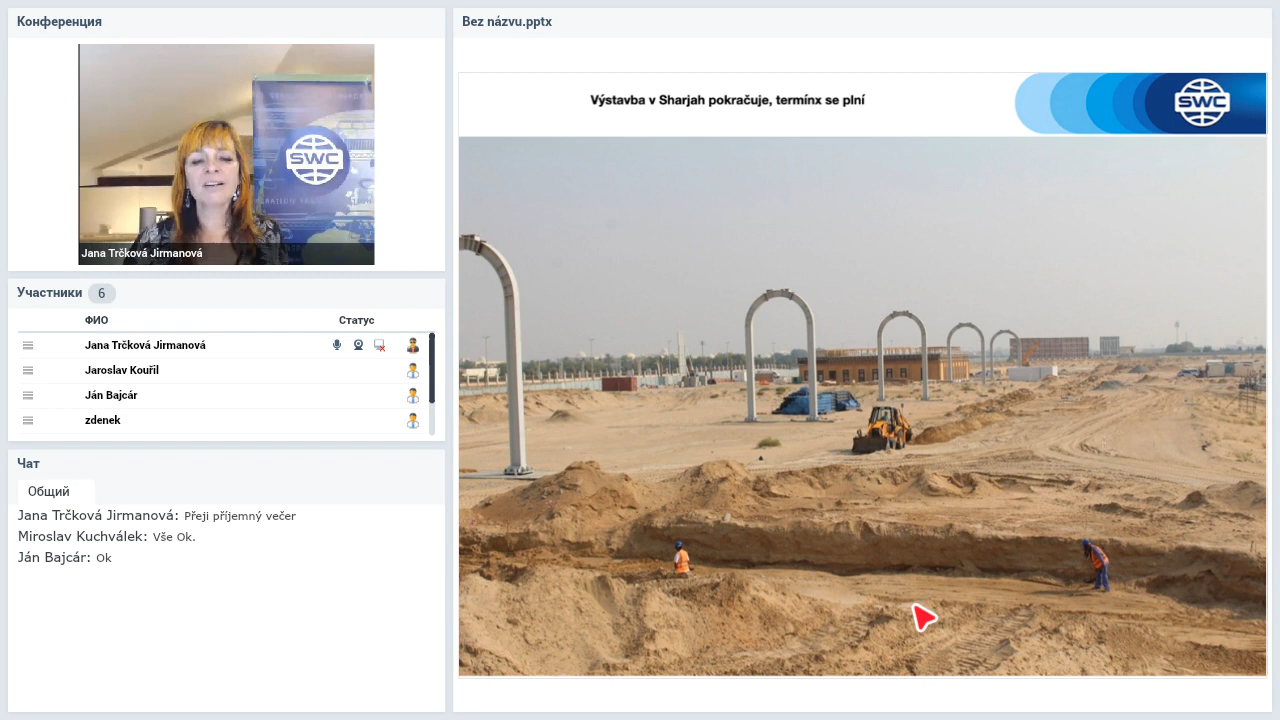 Конференция
SWC
Jana Trčková Jirmanová
Участники 6
ФИО Статус
Jana Trčková Jirmanová
Jaroslav Kouřil
Ján Bajcár
zdenek
Чат
Общий
Jana Trčková Jirmanová: Přeji příjemný večer
Miroslav Kuchválek: Vše Ok.
Ján Bajcár: Ok
Bez názvu.pptx
Výstavba v Sharjah pokračuje, termínx se plní
SWC